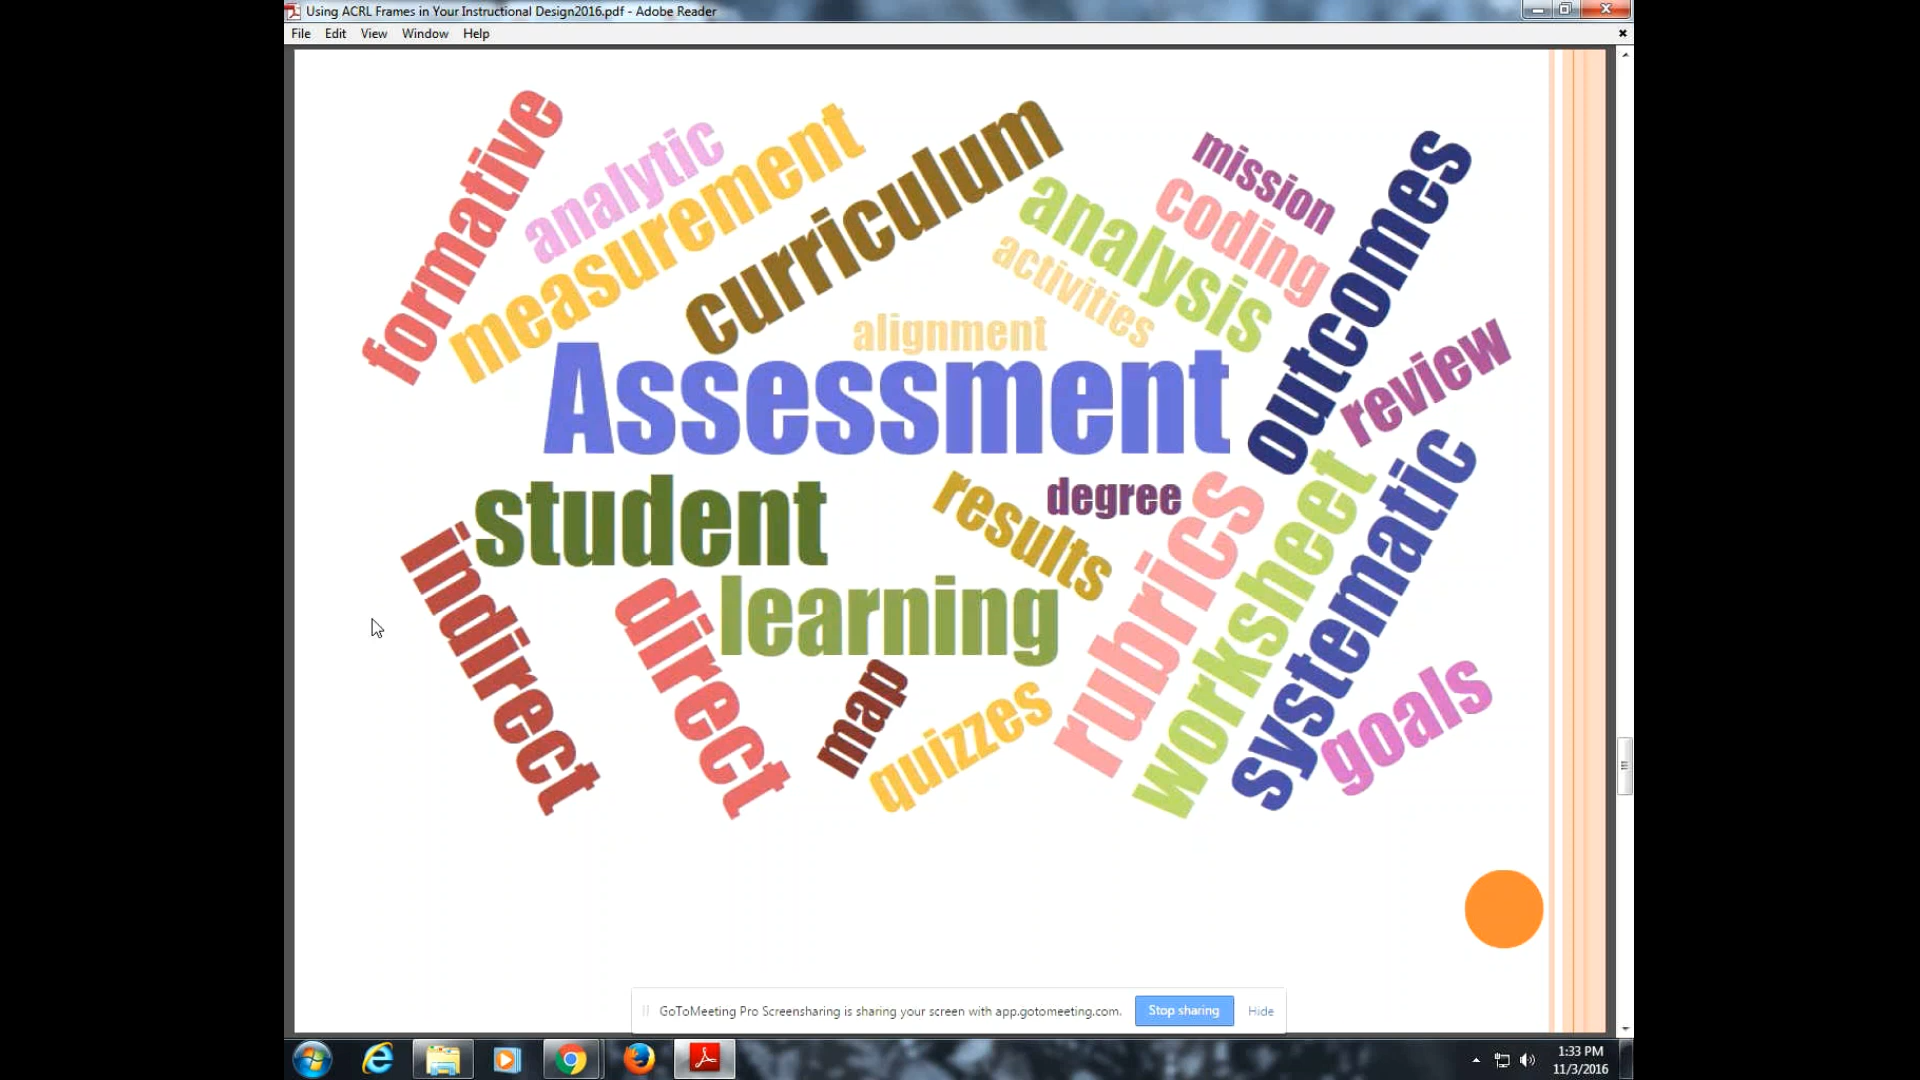 Using ACRL Frames in Your Instructional Design2016.pdf - Adobe Reader
File Edit View Window Help
formative
analytic
measurement
curriculum
mission
coding
analysis
activities
outcomes
alignment
Assessment
review
student
results
degree
rubrics
worksheet
systematic
indirect
direct
learning
map
quizzes
goals
GoToMeeting Pro Screensharing is sharing your screen with app.gotomeeting.com.
Stop sharing
Hide
1:33 PM
11/3/2016